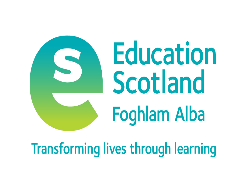 Education
Scotland
Foghlam Alba
Transforming lives through learning